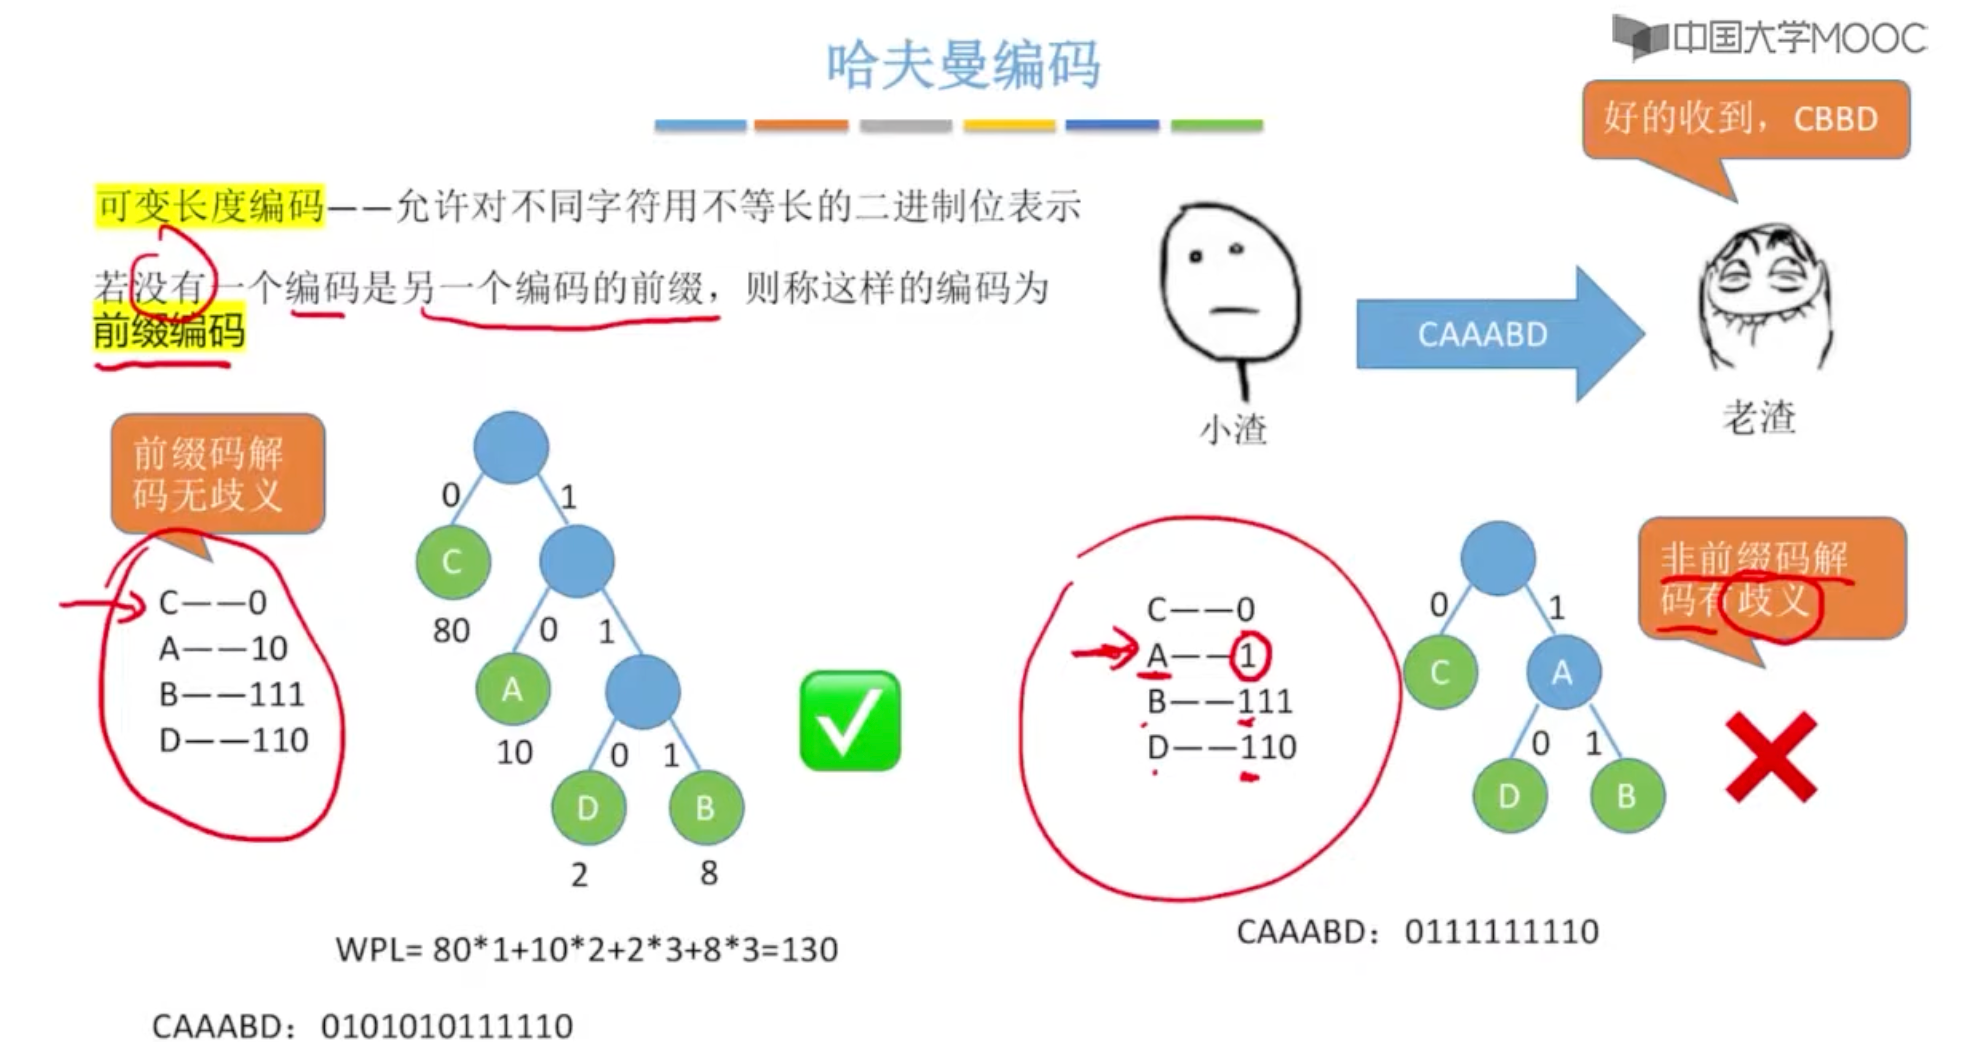 中国大学MOOC
哈夫曼编码
好的收到，CBBD
可变长度编码——允许对不同字符用不等长的二进制位表示
若没有一个编码是另一个编码的前缀，则称这样的编码为
前缀编码
CAAABD
小渣
老渣
前缀码解
码无歧义
C——0
A——10
B——111
D——110
0
1
C
80
0
1
A
10
0
1
D
B
2
8
WPL= 80*1+10*2+2*3+8*3=130
CAAABD：0101010111110
C——0
A——1
B——111
D——110
0
1
C
A
0
1
D
B
非前缀码解
码有歧义
CAAABD：0111111110